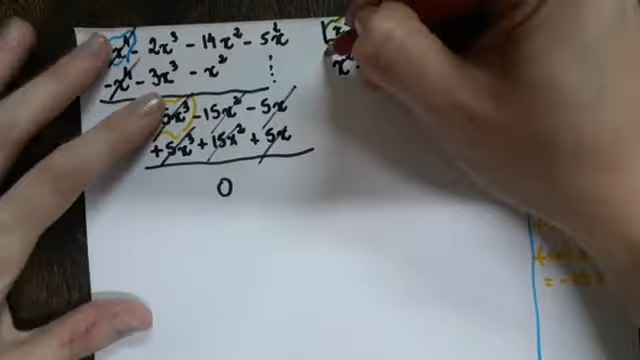 x⁴ - 2x³ - 14x² - 5x
- x⁴ - 3x³ - x²
5x³ - 15x² - 5x
+ 5x³ + 15x² + 5x
0